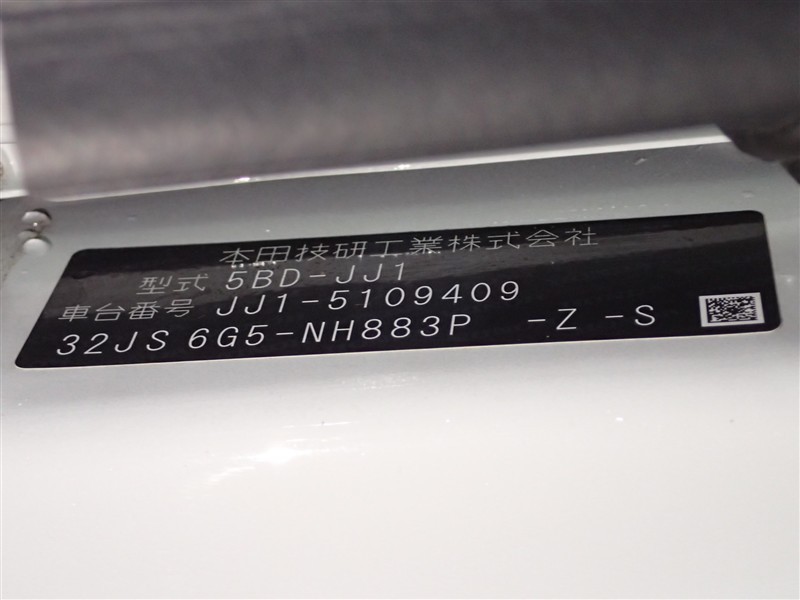 本田技研工業株式会社
型式 5BD-JJ1
車台番号 JJ1-5109409
32JS 6G5-NH883P -Z -S